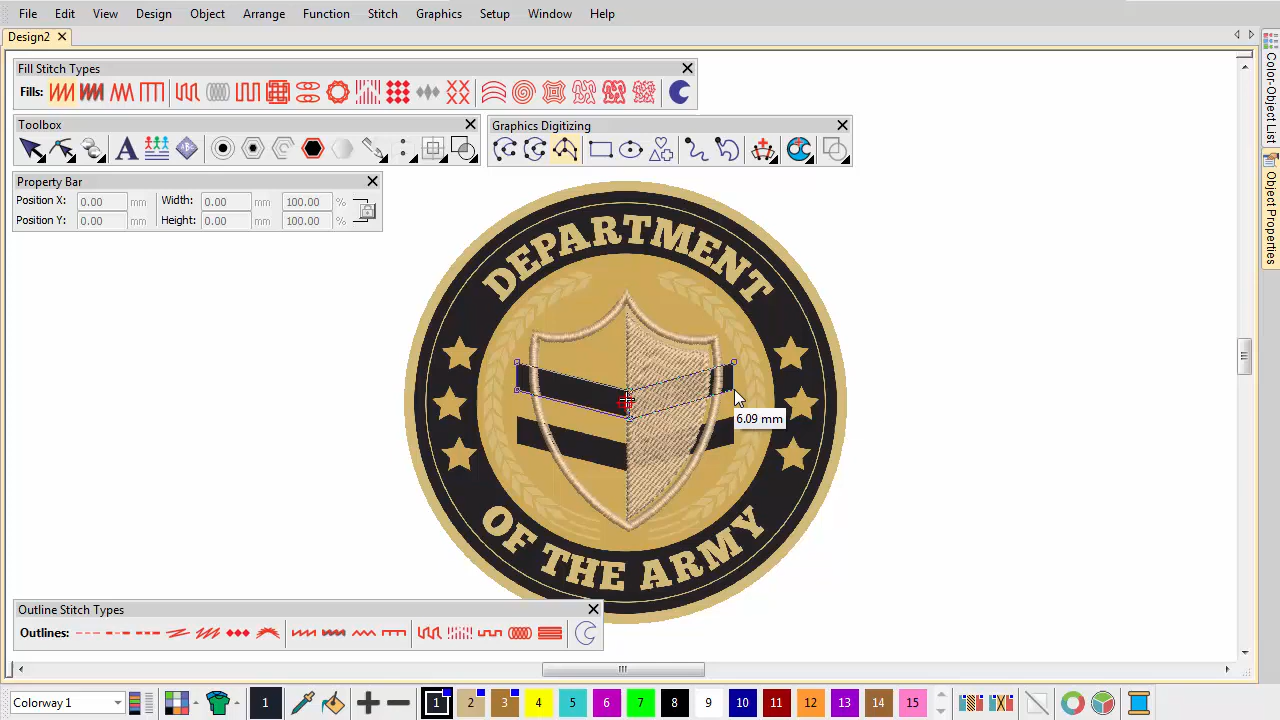 File Edit View Design Object Arrange Function Stitch Graphics Setup Window Help
Design2
Fill Stitch Types
Fills:
Toolbox
Graphics Digitizing
A
ABC
Property Bar
Position X: 0.00 mm Width: 0.00 mm 100.00 %
Position Y: 0.00 mm Height: 0.00 mm 100.00 %
DEPARTMENT
6.09 mm
OF THE ARMY
Outline Stitch Types
Outlines:
Color-Object List
Object Properties
Colorway 1 1 1 2 3 4 5 6 7 8 9 10 11 12 13 14 15